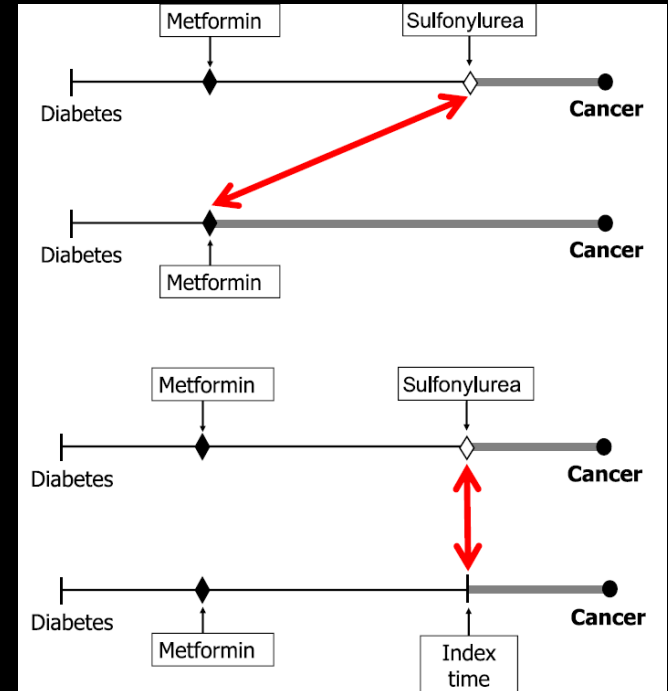 Metformin
Sulfonylurea
Diabetes
Cancer
Diabetes
Cancer
Metformin
Metformin
Sulfonylurea
Diabetes
Cancer
Diabetes
Cancer
Metformin
Index
time